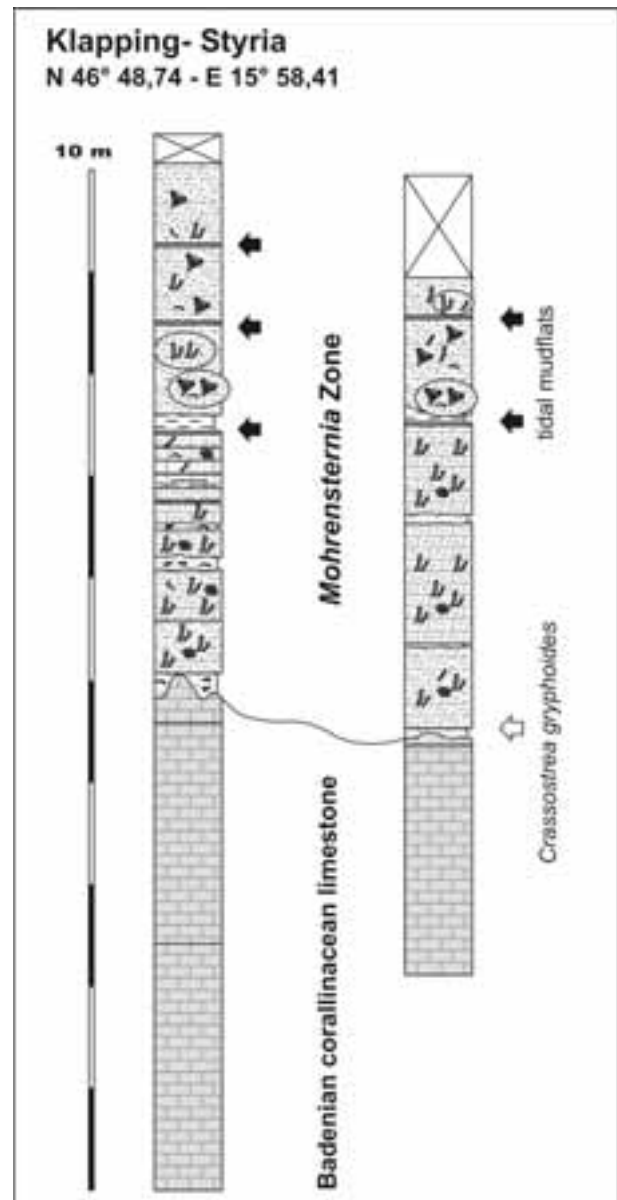 Klapping- Styria
N 46° 48,74 - E 15° 58,41
10 m
Mohrensternia Zone
tidal mudflats
Crassostrea gryphoides
Badenian corallinacean limestone